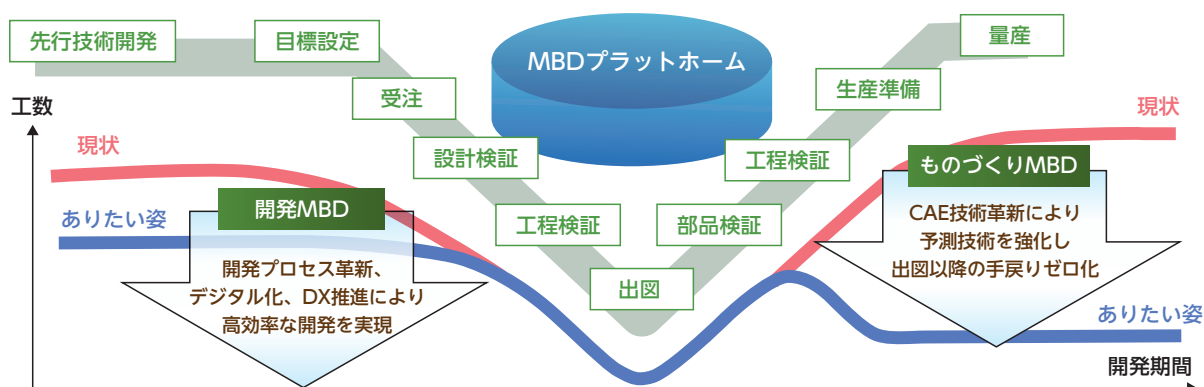 先行技術開発
目標設定
受注
設計検証
工程検証
出図
部品検証
工程検証
生産準備
量産
MBDプラットホーム
工数
現状
ありたい姿
開発MBD
開発プロセス革新、
デジタル化、DX推進により
高効率な開発を実現
現状
ものづくりMBD
CAE技術革新により
予測技術を強化し
出図以降の手戻りゼロ化
ありたい姿
開発期間